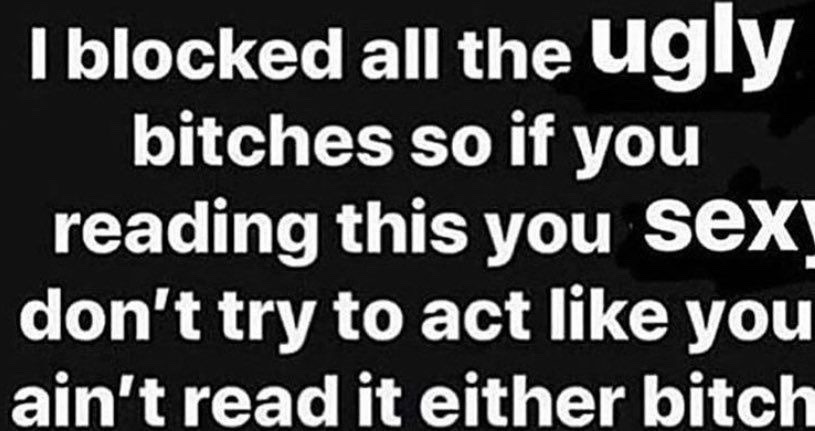 I blocked all the ugly
bitches so if you
reading this you sexy
don't try to act like you
ain't read it either bitch